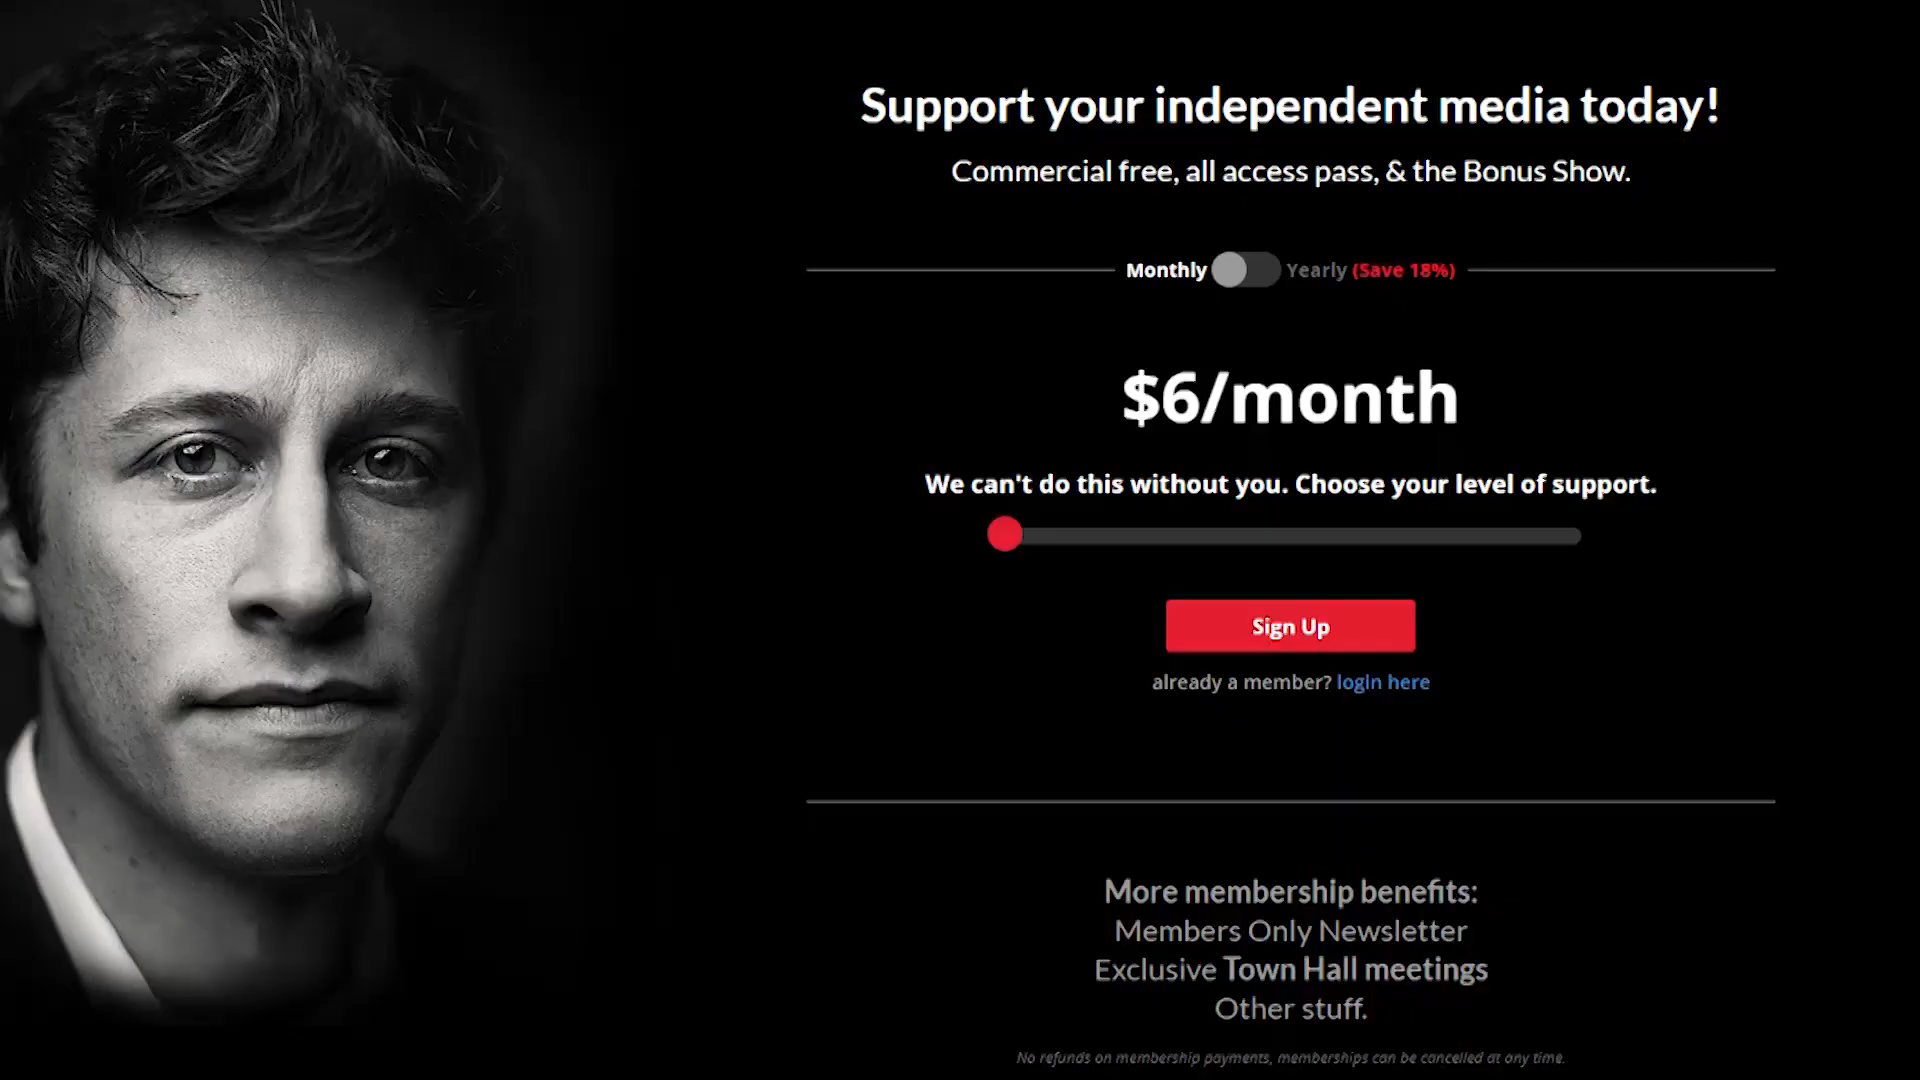 Support your independent media today!
Commercial free, all access pass, & the Bonus Show.
Monthly Yearly (Save 18%)
$6/month
We can't do this without you. Choose your level of support.
Sign Up
already a member? login here
More membership benefits:
Members Only Newsletter
Exclusive Town Hall meetings
Other stuff.
No refunds on membership payments, memberships can be cancelled at any time.